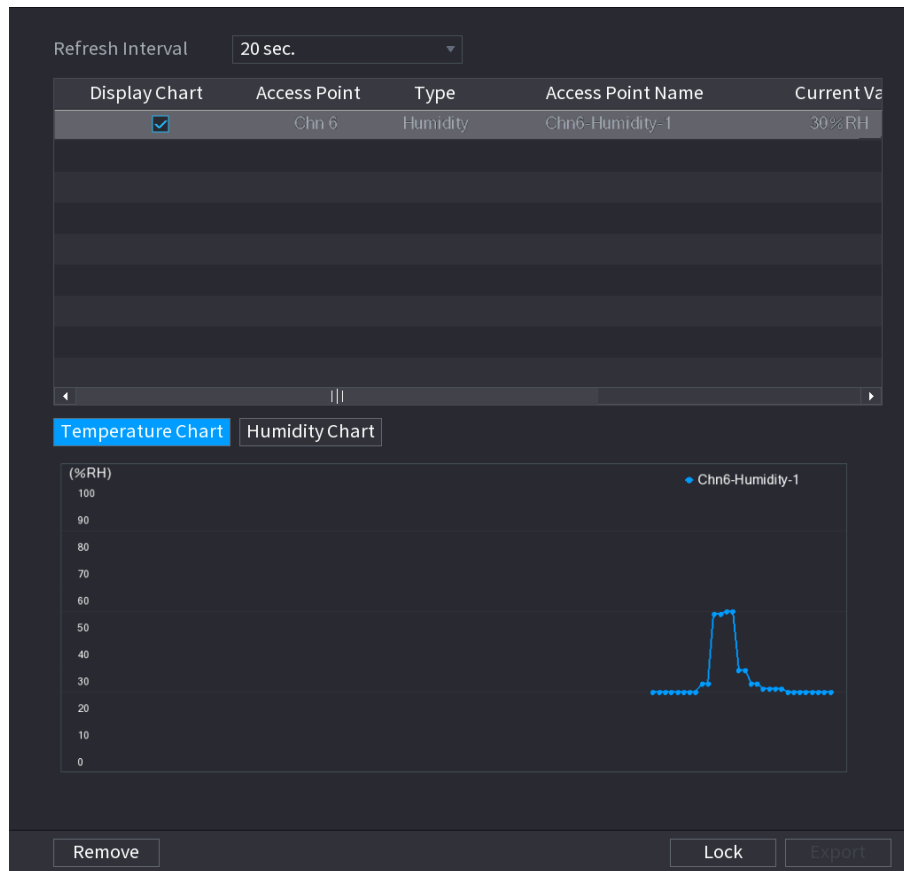 Refresh Interval 20 sec.
Display Chart Access Point Type Access Point Name Current Va
Chn 6 Humidity Chn6-Humidity-1 30%RH
Temperature Chart Humidity Chart
(%RH)
Chn6-Humidity-1
100
90
80
70
60
50
40
30
20
10
0
Remove Lock Export